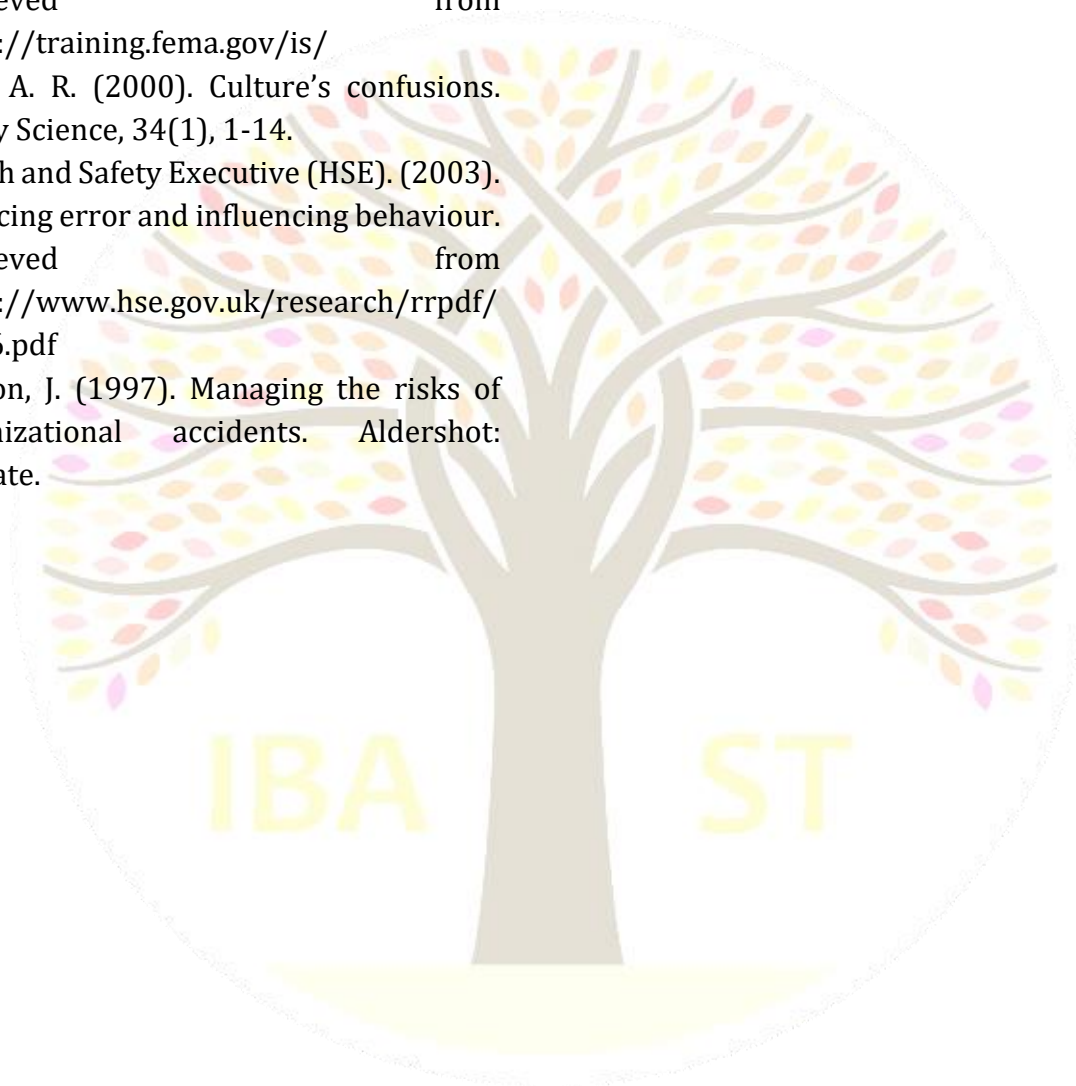 eved from
://training.fema.gov/is/
A. R. (2000). Culture’s confusions.
y Science, 34(1), 1-14.
h and Safety Executive (HSE). (2003).
cing error and influencing behaviour.
eved from
://www.hse.gov.uk/research/rrpdf/
.pdf
on, J. (1997). Managing the risks of
nizational accidents. Aldershot:
ate.
IBA ST